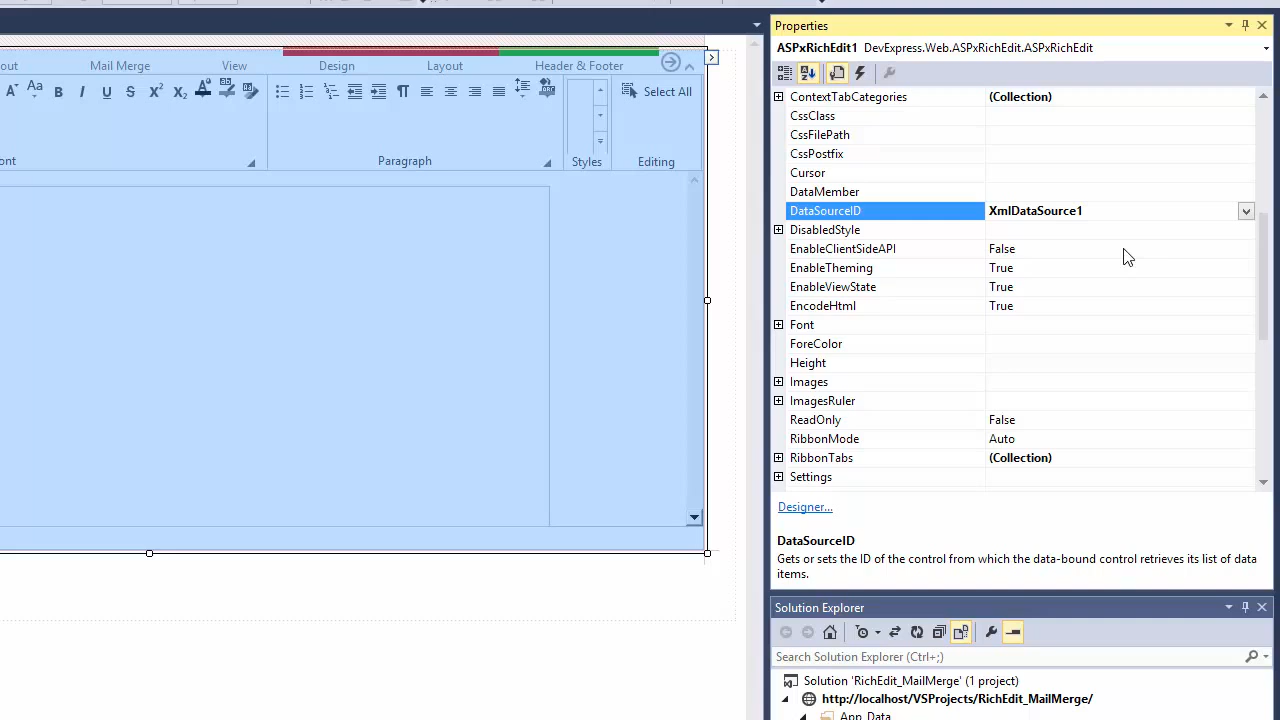 out Mail Merge View Design Layout Header & Footer
A Aa B I U S X² X₂ A Select All
ont Paragraph Styles Editing
Properties
ASPxRichEdit1 DevExpress.Web.ASPxRichEdit.ASPxRichEdit
ContextTabCategories (Collection)
CssClass
CssFilePath
CssPostfix
Cursor
DataMember
DataSourceID XmlDataSource1
DisabledStyle
EnableClientSideAPI False
EnableTheming True
EnableViewState True
EncodeHtml True
Font
ForeColor
Height
Images
ImagesRuler
ReadOnly False
RibbonMode Auto
RibbonTabs (Collection)
Settings
Designer...
DataSourceID
Gets or sets the ID of the control from which the data-bound control retrieves its list of data
items.
Solution Explorer
Search Solution Explorer (Ctrl+;)
Solution 'RichEdit_MailMerge' (1 project)
http://localhost/VSProjects/RichEdit_MailMerge/
App_Data